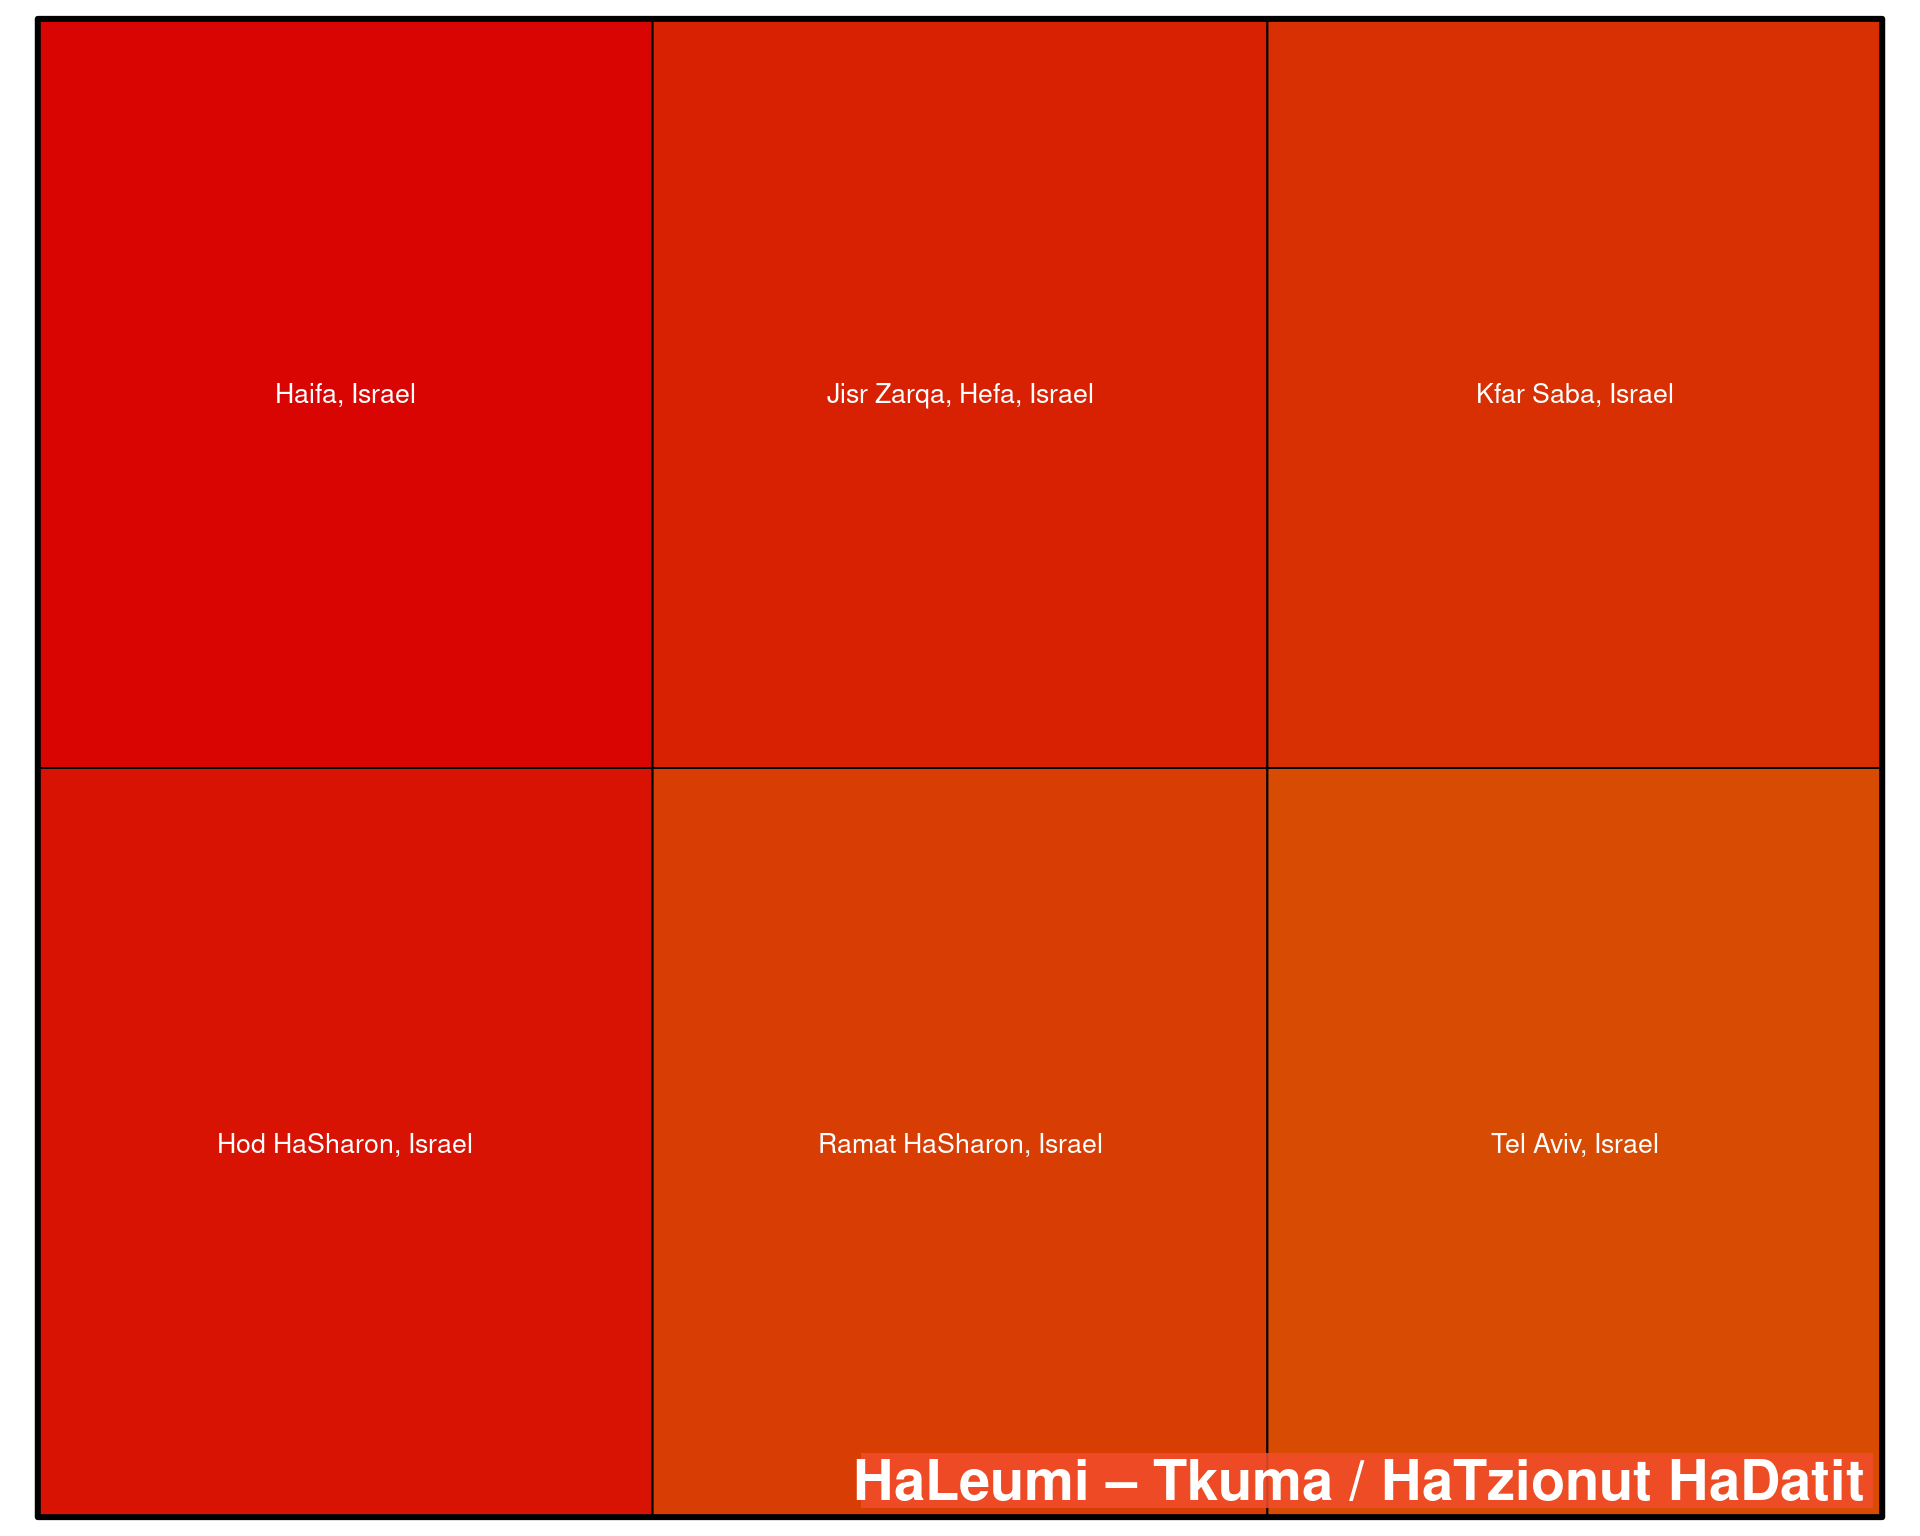 Haifa, Israel
Jisr Zarqa, Hefa, Israel
Kfar Saba, Israel
Hod HaSharon, Israel
Ramat HaSharon, Israel
Tel Aviv, Israel
HaLeumi – Tkuma / HaTzionut HaDatit